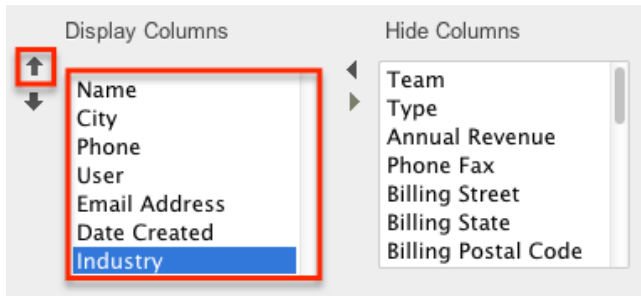 Display Columns
Hide Columns
Name
City
Phone
User
Email Address
Date Created
Industry
Team
Type
Annual Revenue
Phone Fax
Billing Street
Billing State
Billing Postal Code